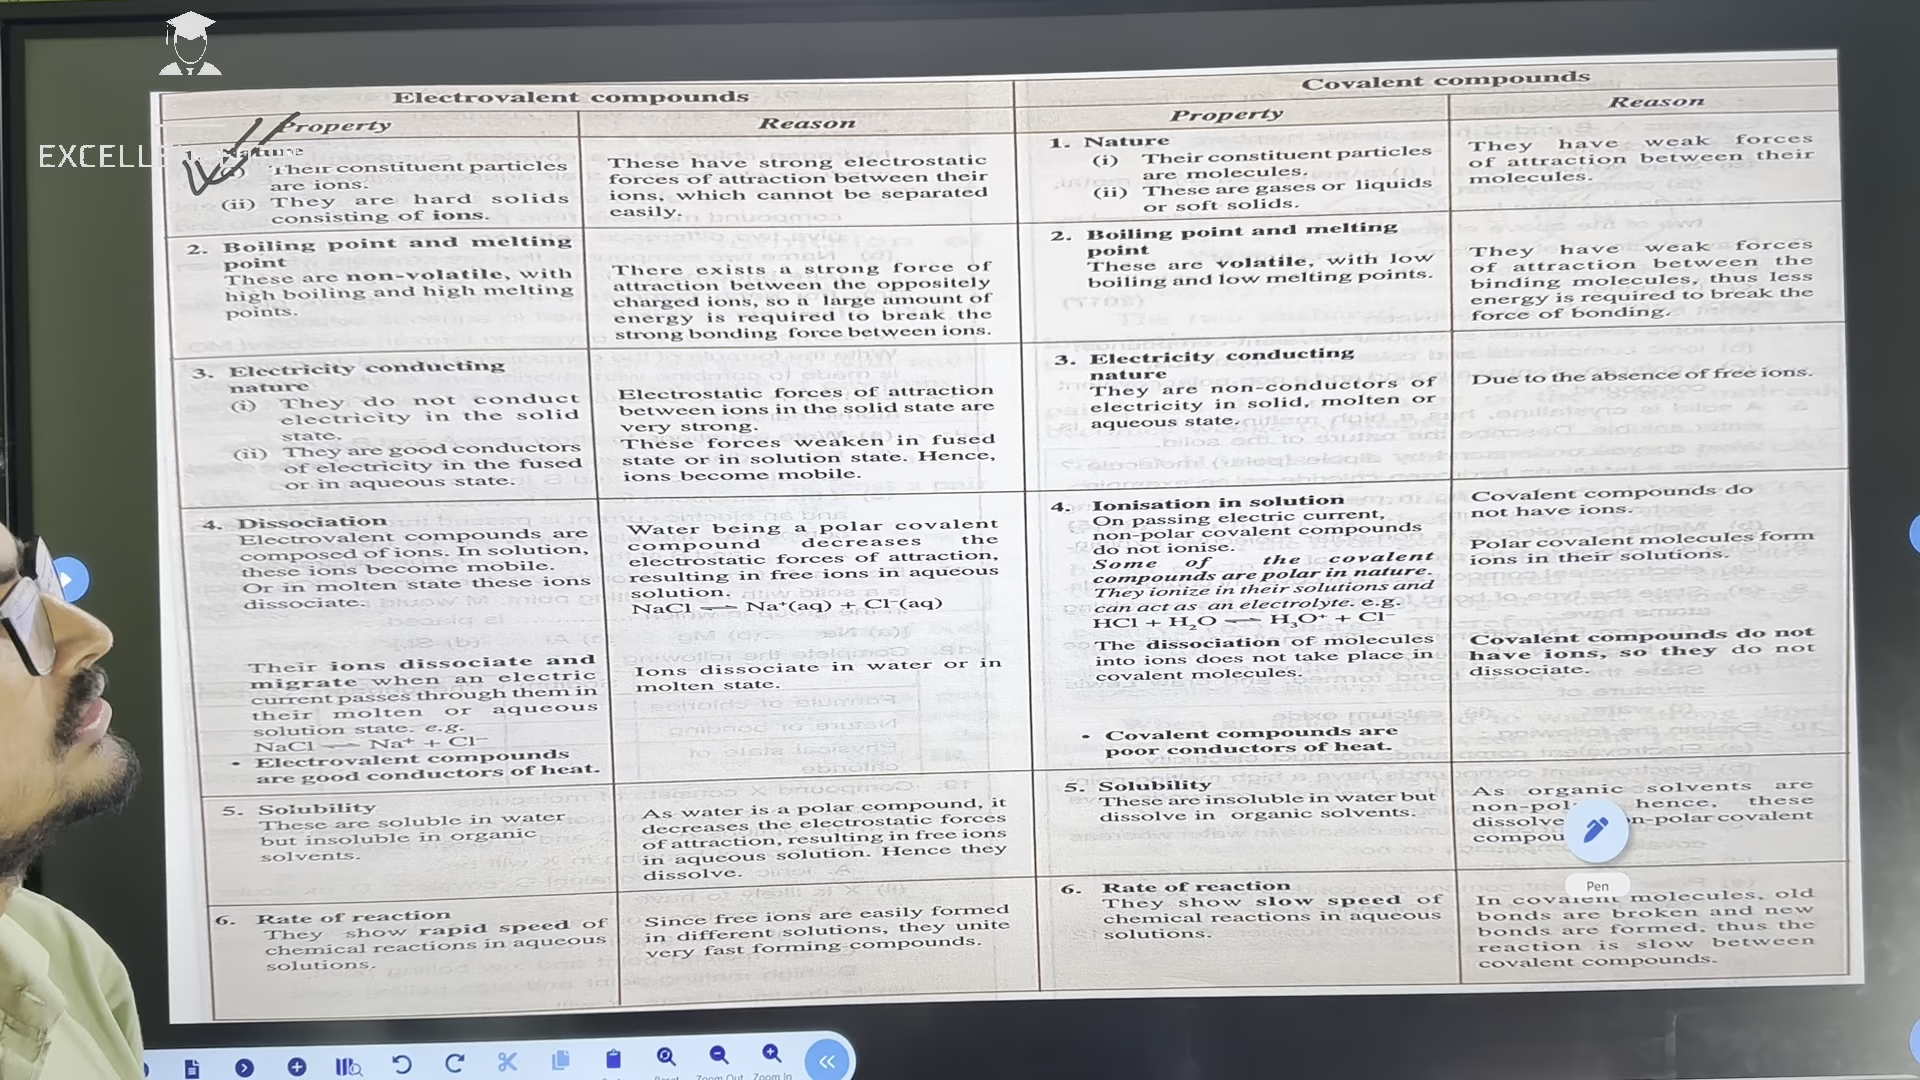 EXCELLE
Electrovalent compounds
Property
Reason
Nature
Their constituent particles
are ions.
(ii) They are hard solids
consisting of ions.
These have strong electrostatic
forces of attraction between their
ions, which cannot be separated
easily.
2. Boiling point and melting
point
These are non-volatile, with
high boiling and high melting
points.
There exists a strong force of
attraction between the oppositely
charged ions, so a large amount of
energy is required to break the
strong bonding force between ions.
3. Electricity conducting
nature
(i) They do not conduct
electricity in the solid
state.
(ii) They are good conductors
of electricity in the fused
or in aqueous state.
Electrostatic forces of attraction
between ions in the solid state are
very strong.
These forces weaken in fused
state or in solution state. Hence,
ions become mobile.
4. Dissociation
Electrovalent compounds are
composed of ions. In solution,
these ions become mobile.
Or in molten state these ions
dissociate.
Water being a polar covalent
compound decreases the
electrostatic forces of attraction,
resulting in free ions in aqueous
solution.
NaCl ⇌ Na⁺(aq) + Cl⁻(aq)
Their ions dissociate and
migrate when an electric
current passes through them in
their molten or aqueous
solution state. e.g.
NaCl ⇌ Na⁺ + Cl⁻
• Electrovalent compounds
are good conductors of heat.
Ions dissociate in water or in
molten state.
5. Solubility
These are soluble in water
but insoluble in organic
solvents.
As water is a polar compound, it
decreases the electrostatic forces
of attraction, resulting in free ions
in aqueous solution. Hence they
dissolve.
6. Rate of reaction
They show rapid speed of
chemical reactions in aqueous
solutions.
Since free ions are easily formed
in different solutions, they unite
very fast forming compounds.
Covalent compounds
Property
Reason
1. Nature
(i) Their constituent particles
are molecules.
(ii) These are gases or liquids
or soft solids.
They have weak forces
of attraction between their
molecules.
2. Boiling point and melting
point
These are volatile, with low
boiling and low melting points.
They have weak forces
of attraction between the
binding molecules, thus less
energy is required to break the
force of bonding.
3. Electricity conducting
nature
They are non-conductors of
electricity in solid, molten or
aqueous state.
Due to the absence of free ions.
4. Ionisation in solution
On passing electric current,
non-polar covalent compounds
do not ionise.
Some of the covalent
compounds are polar in nature.
They ionize in their solutions and
can act as an electrolyte. e.g.
HCl + H₂O ⇌ H₃O⁺ + Cl⁻
The dissociation of molecules
into ions does not take place in
covalent molecules.
• Covalent compounds are
poor conductors of heat.
Covalent compounds do
not have ions.
Polar covalent molecules form
ions in their solutions.
Covalent compounds do not
have ions, so they do not
dissociate.
5. Solubility
These are insoluble in water but
dissolve in organic solvents.
As organic solvents are
hence, these
dissolve covalent
6. Rate of reaction
They show slow speed of
chemical reactions in aqueous
solutions.
In covalent molecules, old
bonds are broken and new
bonds are formed, thus the
reaction is slow between
covalent compounds.
Pen
Zoom Out Zoom In